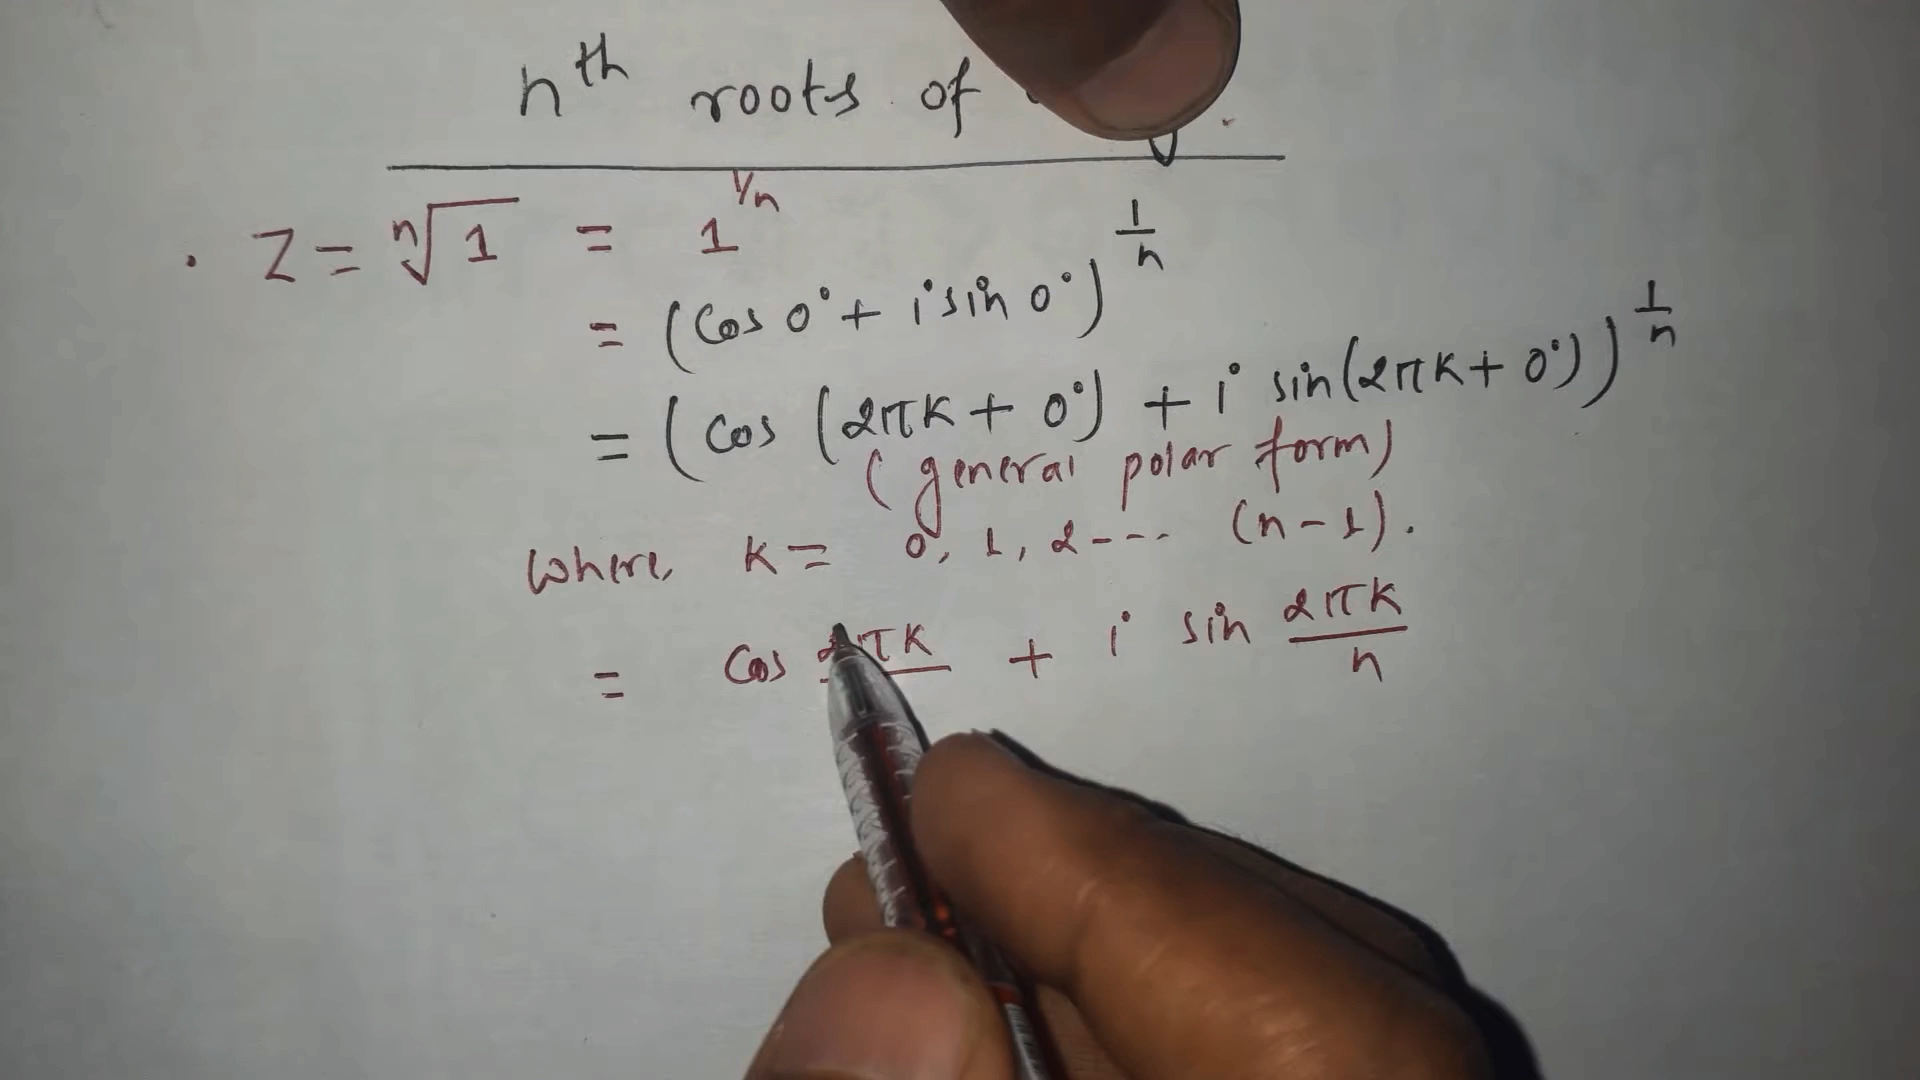 nth roots of
. Z = ⁿ√1 = 1^1/n
= (cos 0° + i sin 0°)^1/n
= (cos (2πK + 0°) + i sin (2πK + 0°))^1/n
(general polar form)
where, K = 0, 1, 2 --- (n - 1).
= cos 2πK + i sin 2πK/n